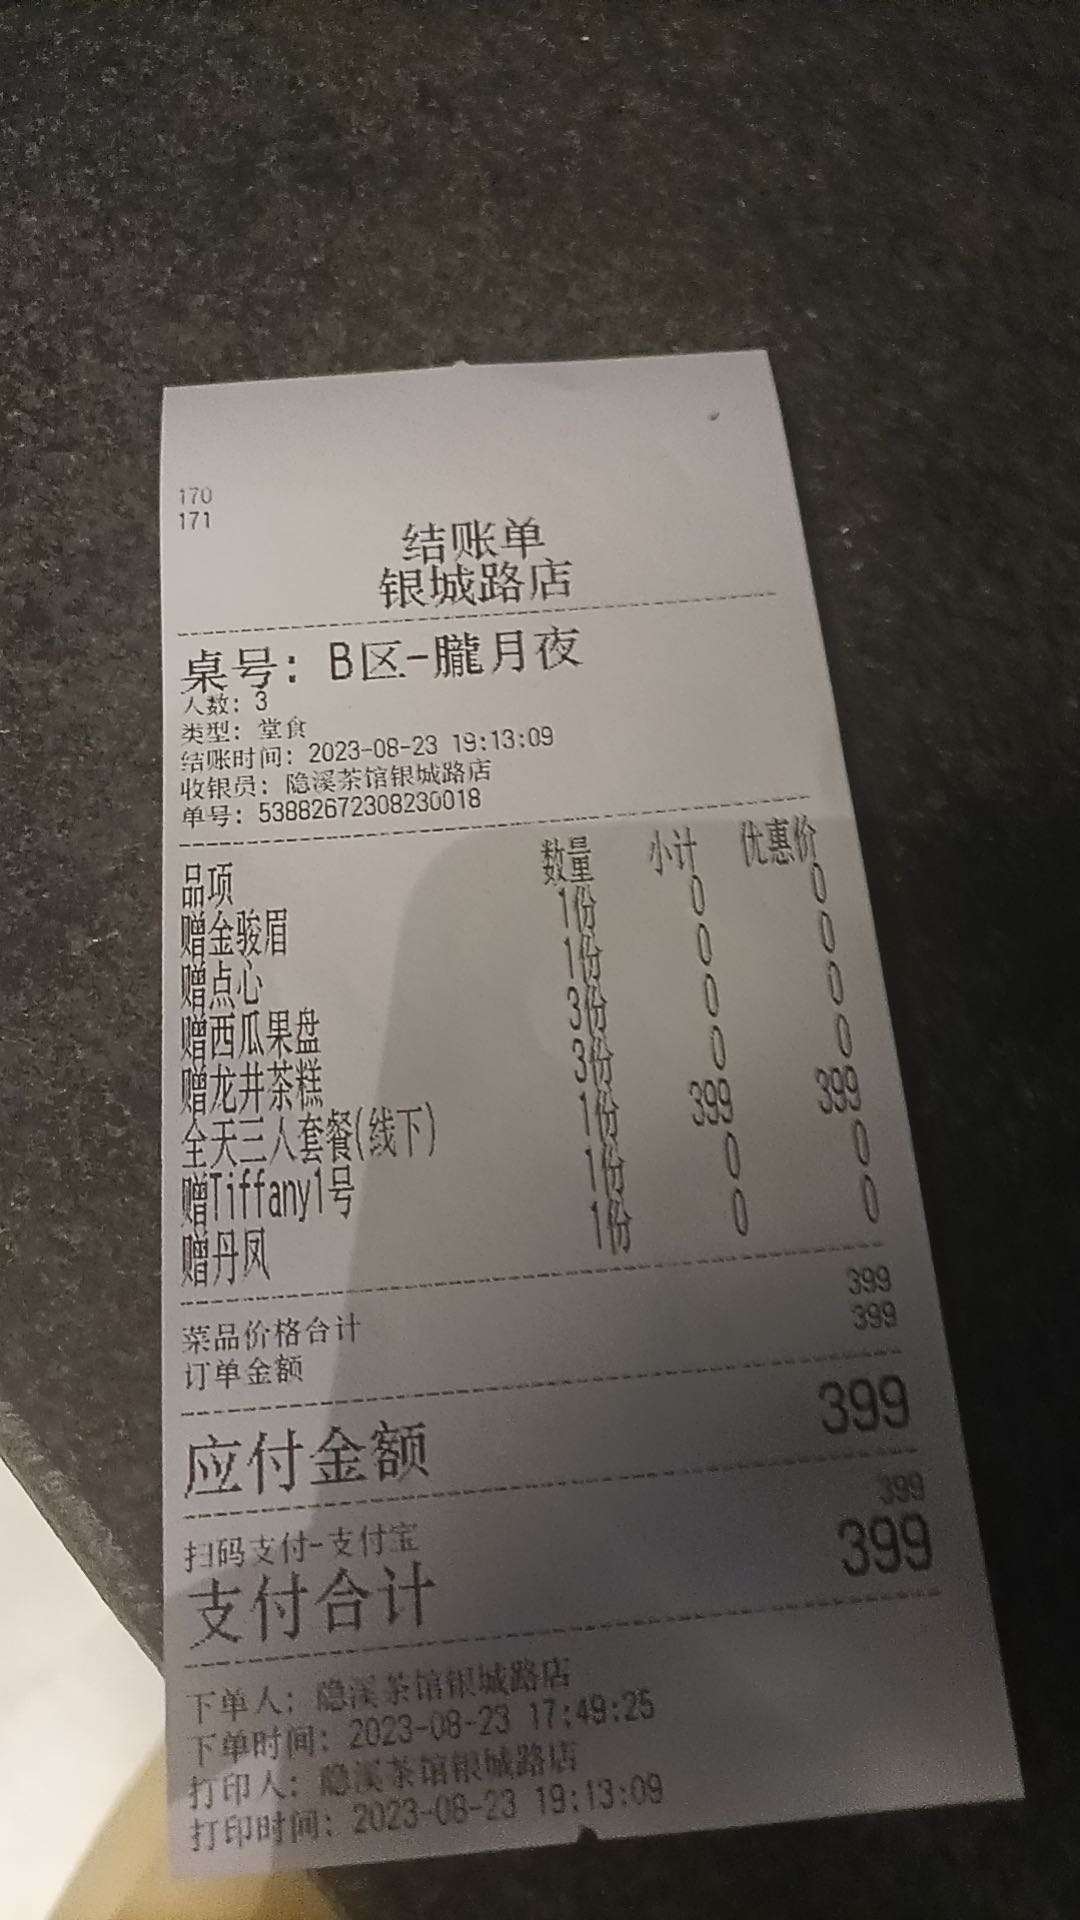 170
171
结账单
银城路店
桌号: B区-朧月夜
人数: 3
类型: 堂食
结账时间: 2023-08-23 19:13:09
收银员: 隐溪茶馆银城路店
单号: 53882672308230018
品项 数量 小计 优惠价
赠金骏眉 1份 0 0
赠点心 1份 0 0
赠西瓜果盘 3份 0 0
赠龙井茶糕 3份 0 0
全天三人套餐(线下) 1份 399 399
赠Tiffany1号 1份 0 0
赠丹凤 1份 0 0
菜品价格合计 399
订单金额 399
应付金额 399
扫码支付-支付宝 399
支付合计 399
下单人: 隐溪茶馆银城路店
下单时间: 2023-08-23 17:49:25
打印人: 隐溪茶馆银城路店
打印时间: 2023-08-23 19:13:09